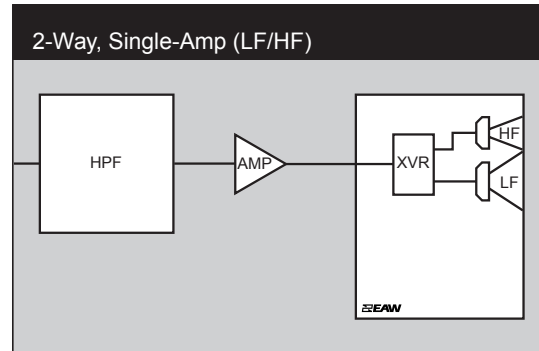 2-Way, Single-Amp (LF/HF)
HPF
AMP
XVR
HF
LF
EAW